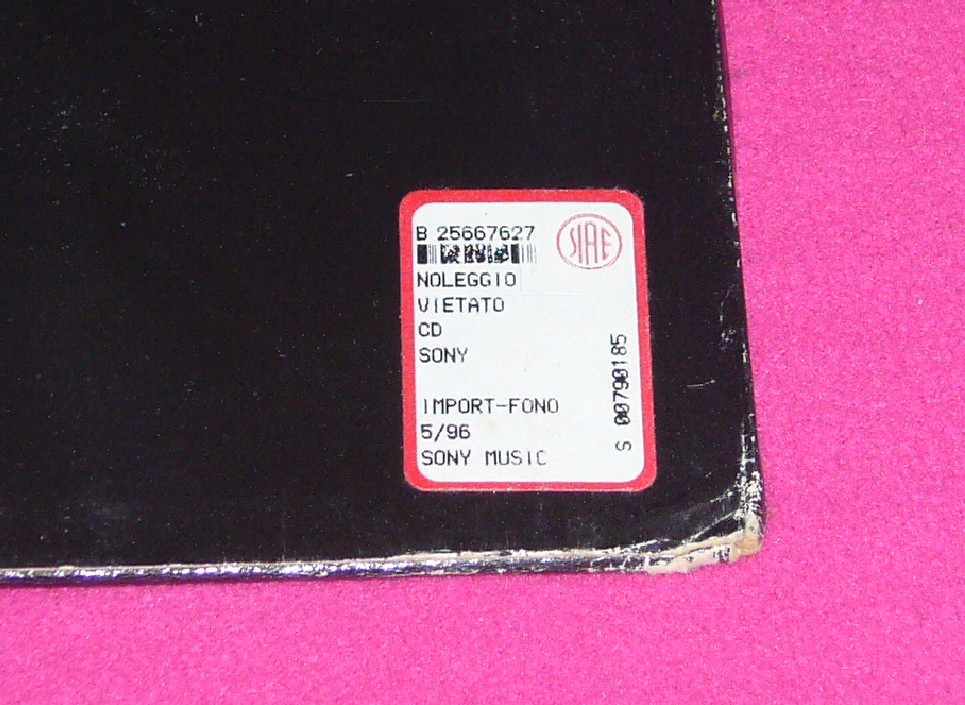 B 25667627
SIAE
NOLEGGIO
VIETATO
CD
SONY
IMPORT-FONO
5/96
SONY MUSIC
S 00790185